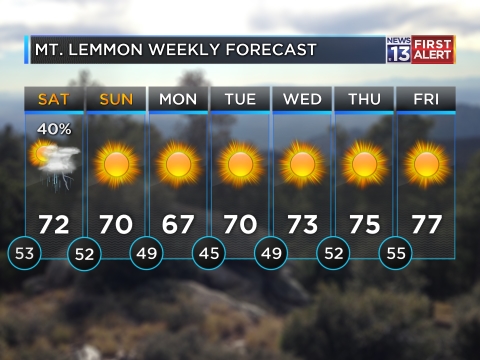 MT. LEMMON WEEKLY FORECAST
NEWS 13 FIRST ALERT
SAT SUN MON TUE WED THU FRI
40%
72 70 67 70 73 75 77
53 52 49 45 49 52 55